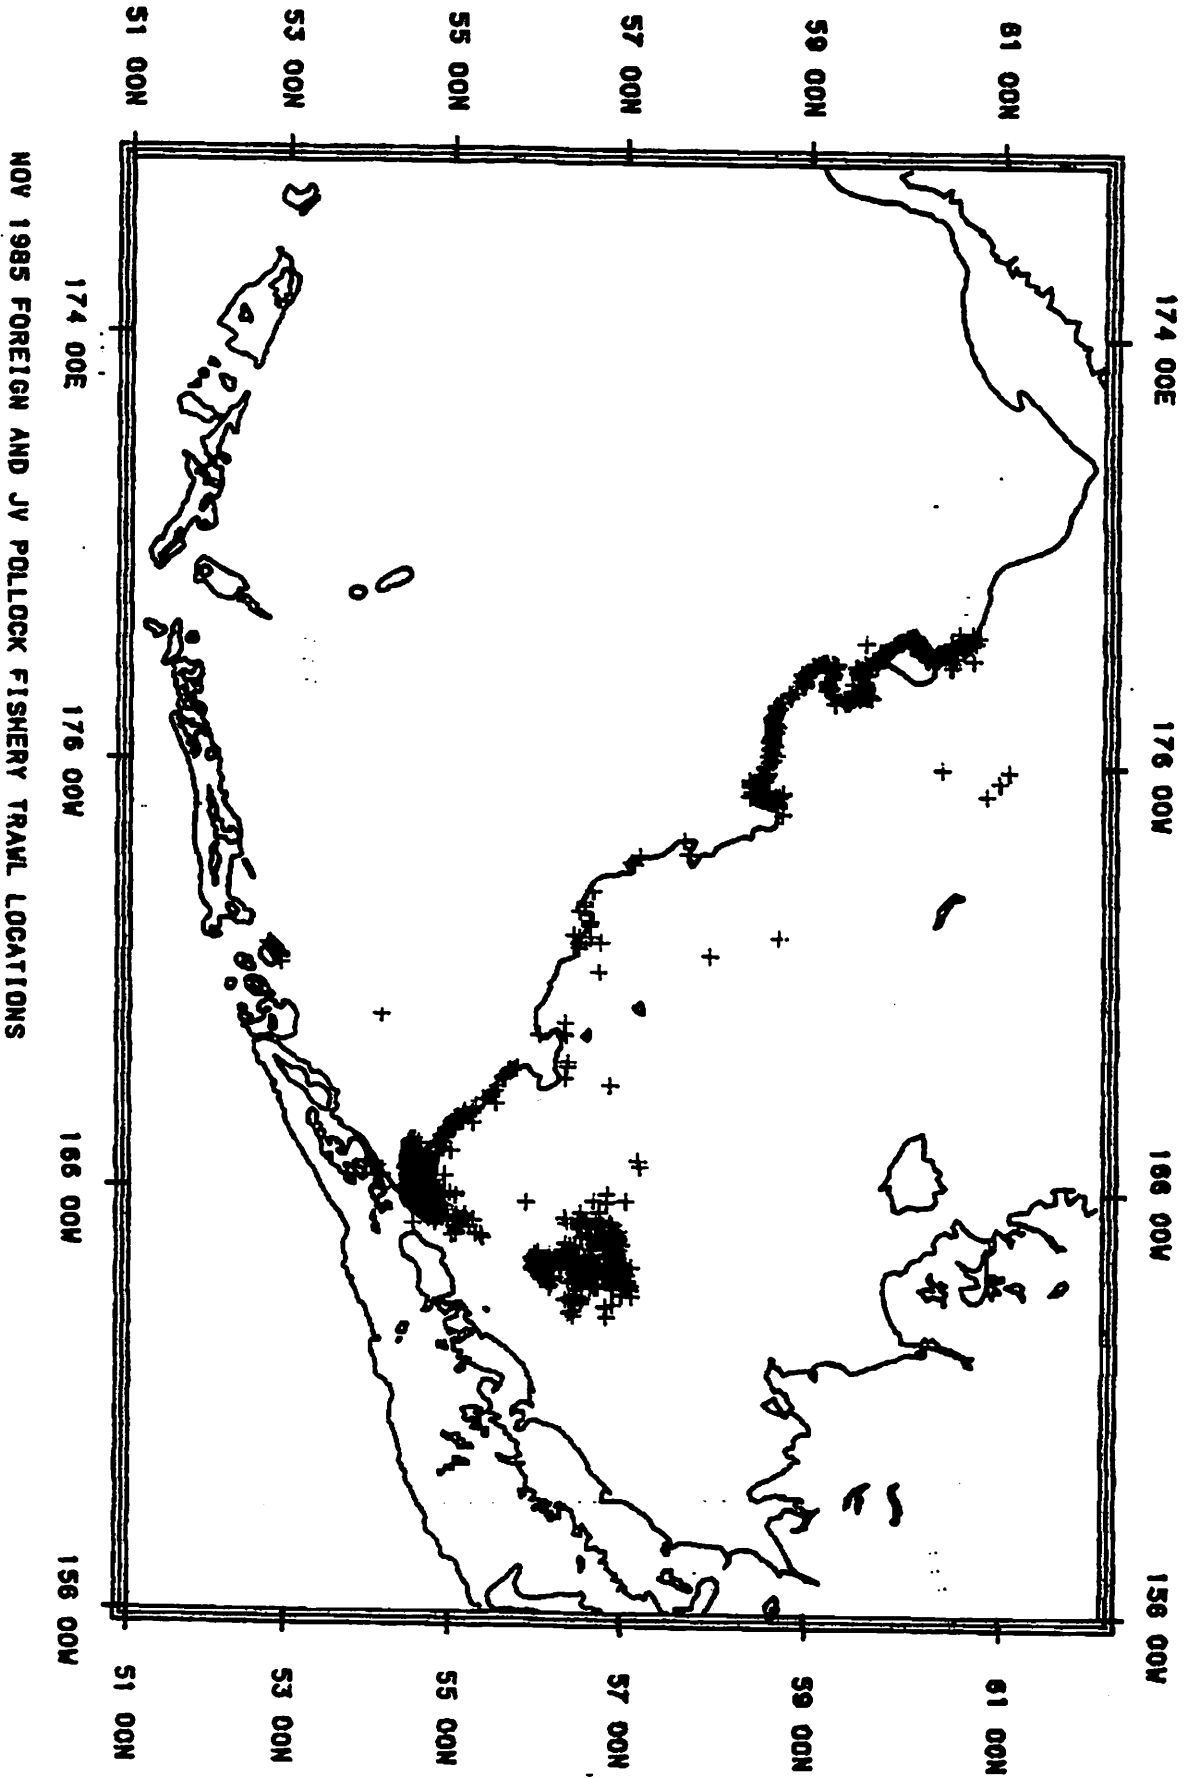 174 00E 176 00W 166 00W 156 00W
61 00N 61 00N
59 00N 59 00N
57 00N 57 00N
55 00N 55 00N
53 00N 53 00N
51 00N 51 00N
174 00E 176 00W 166 00W 156 00W
NOV 1985 FOREIGN AND JV POLLOCK FISHERY TRAWL LOCATIONS